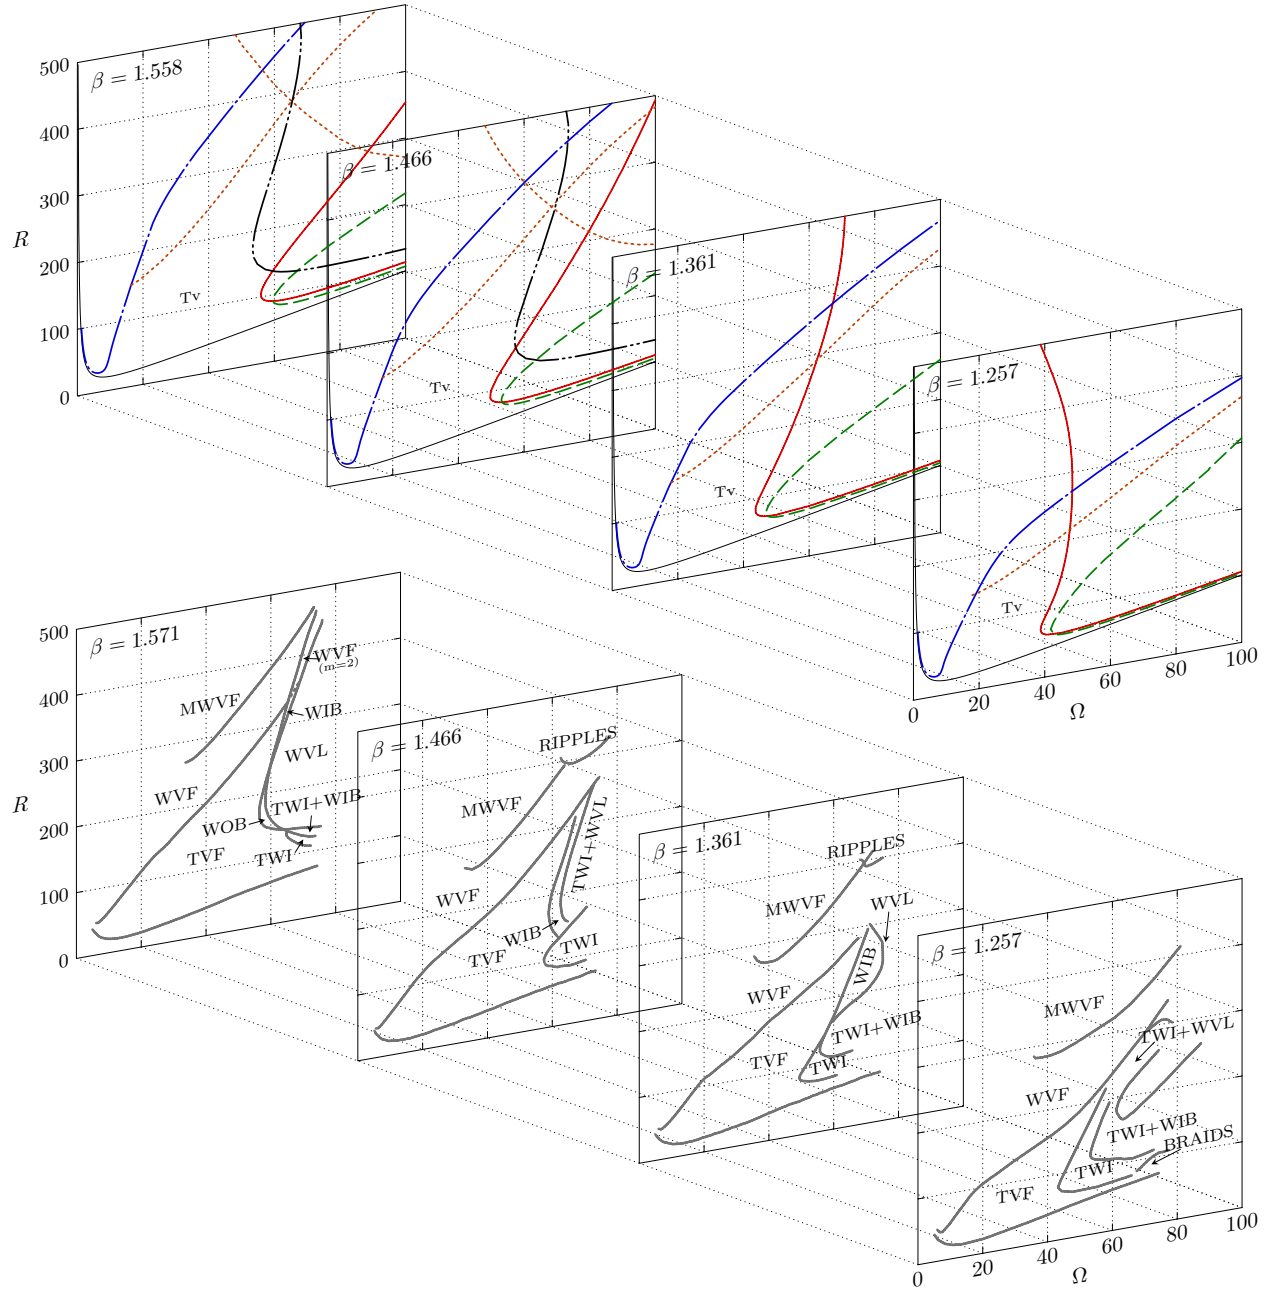 500
β = 1.558
400
300
R
200
Tv
100
0
β = 1.466
Tv
β = 1.361
Tv
β = 1.257
Tv
0
20
40
60
80
100
Ω
500
β = 1.571
WVF
(m=2)
400
MWVF
WIB
300
WVL
R
WVF
TWI+WIB
200
WOB
TVF
TWI
100
0
β = 1.466
RIPPLES
MWVF
TWI+WVL
WVF
WIB
TWI
TVF
β = 1.361
RIPPLES
MWVF
WVL
WIB
WVF
TWI+WIB
TVF
TWI
β = 1.257
MWVF
TWI+WVL
WVF
TWI+WIB
BRAIDS
TWI
TVF
0
20
40
60
80
100
Ω